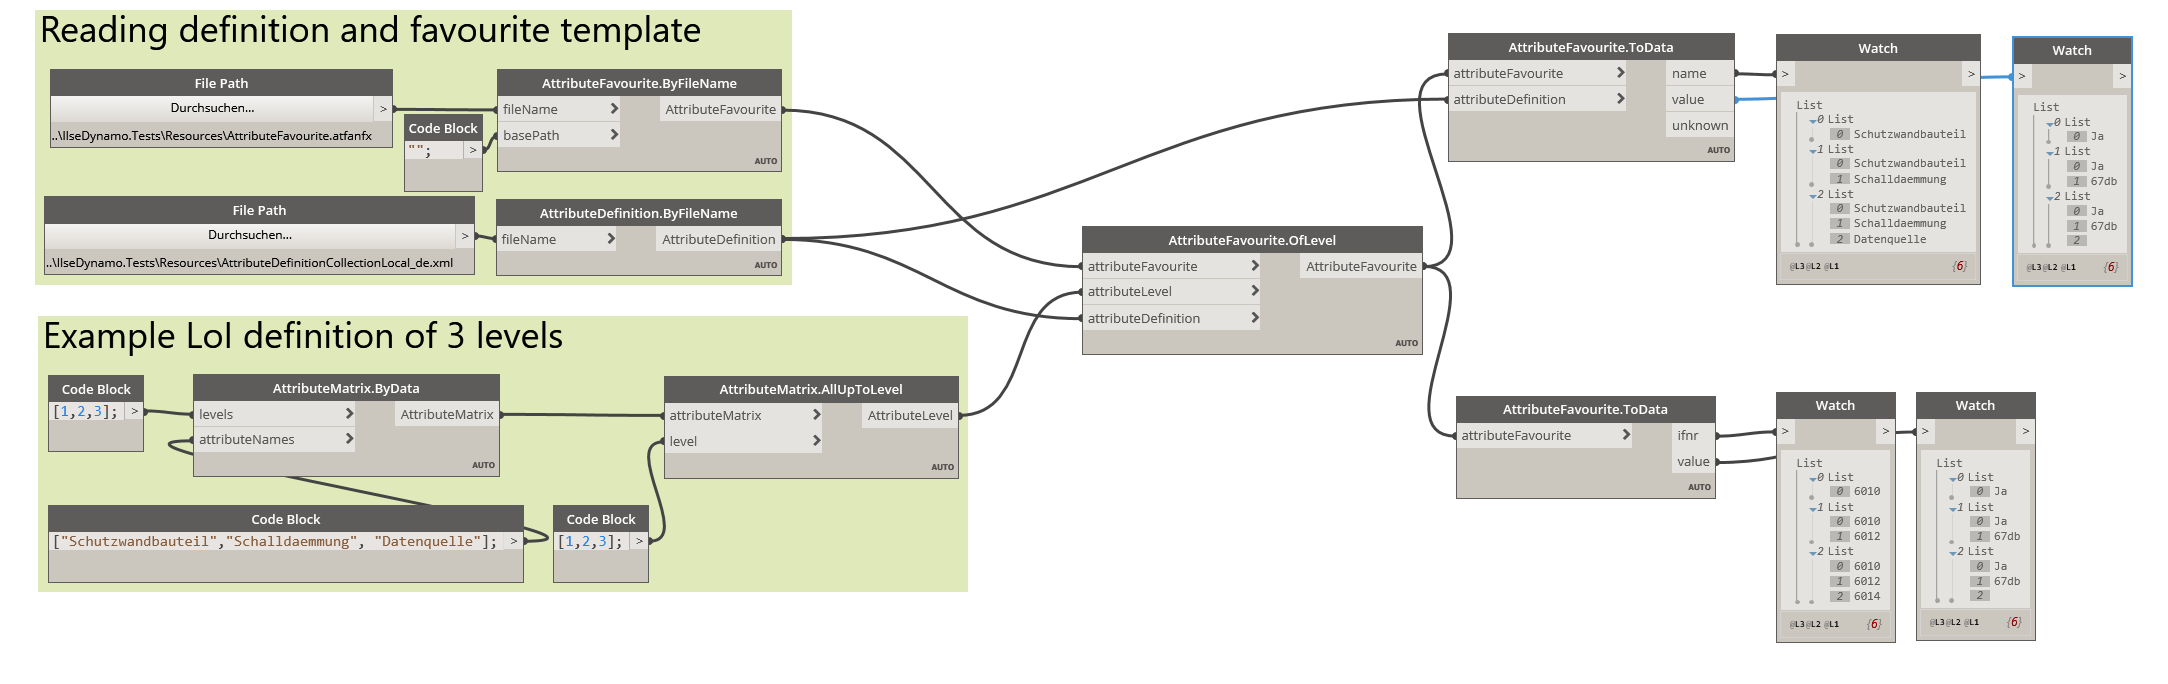 Reading definition and favourite template
File Path
Durchsuchen...
>
..\IlseDynamo.Tests\Resources\AttributeFavourite.atfanfx
Code Block
"";
>
AttributeFavourite.ByFileName
fileName > AttributeFavourite
basePath >
AUTO
File Path
Durchsuchen...
>
..\IlseDynamo.Tests\Resources\AttributeDefinitionCollectionLocal_de.xml
AttributeDefinition.ByFileName
fileName > AttributeDefinition
AUTO
Example LoI definition of 3 levels
Code Block
[1,2,3]; >
AttributeMatrix.ByData
levels > AttributeMatrix
attributeNames >
AUTO
AttributeMatrix.AllUpToLevel
attributeMatrix > AttributeLevel
level >
AUTO
Code Block
["Schutzwandbauteil","Schalldaemmung", "Datenquelle"]; >
Code Block
[1,2,3]; >
AttributeFavourite.OfLevel
attributeFavourite > AttributeFavourite
attributeLevel >
attributeDefinition >
AUTO
AttributeFavourite.ToData
attributeFavourite > name
attributeDefinition > value
unknown
AUTO
Watch
> >
List
0 List
0 Schutzwandbauteil
1 List
0 Schutzwandbauteil
1 Schalldaemmung
2 List
0 Schutzwandbauteil
1 Schalldaemmung
2 Datenquelle
@L3 @L2 @L1 {6}
Watch
> >
List
0 List
0 Ja
1 List
0 Ja
1 67db
2 List
0 Ja
1 67db
2
@L3 @L2 @L1 {6}
AttributeFavourite.ToData
attributeFavourite > ifnr
value
AUTO
Watch
> >
List
0 List
0 6010
1 List
0 6010
1 6012
2 List
0 6010
1 6012
2 6014
@L3 @L2 @L1 {6}
Watch
> >
List
0 List
0 Ja
1 List
0 Ja
1 67db
2 List
0 Ja
1 67db
2
@L3 @L2 @L1 {6}